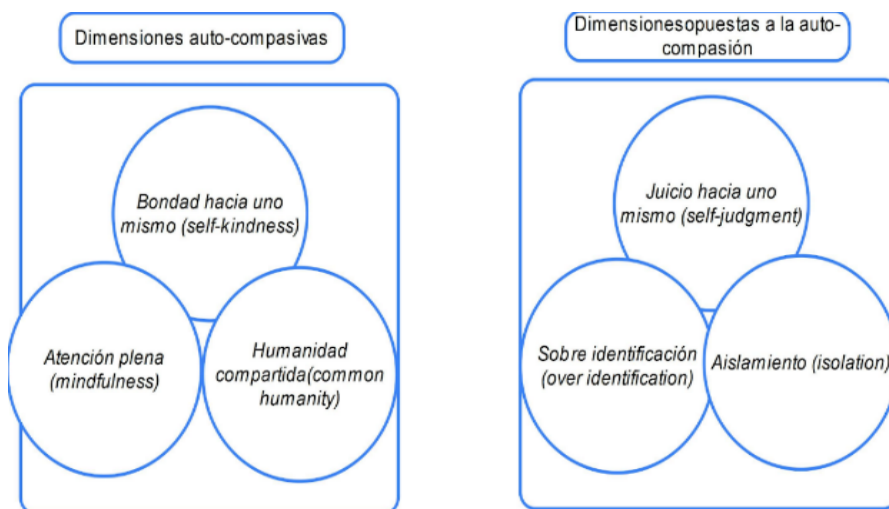 Dimensiones auto-compasivas
Dimensionesopuestas a la auto-
compasión
Bondad hacia uno
mismo (self-kindness)
Atención plena
(mindfulness)
Humanidad
compartida(common
humanity)
Juicio hacia uno
mismo (self-judgment)
Sobre identificación
(over identification)
Aislamiento (isolation)